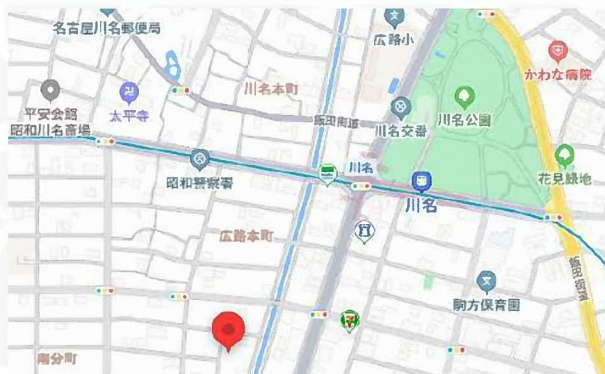 名古屋川名郵便局
広路小
かわな病院
川名本町
平安会館
昭和川名斎場
太平寺
飯田街道
川名交番
川名公園
昭和警察署
川名
川名
花見緑地
広路本町
飯田街道
駒方保育園
南分町